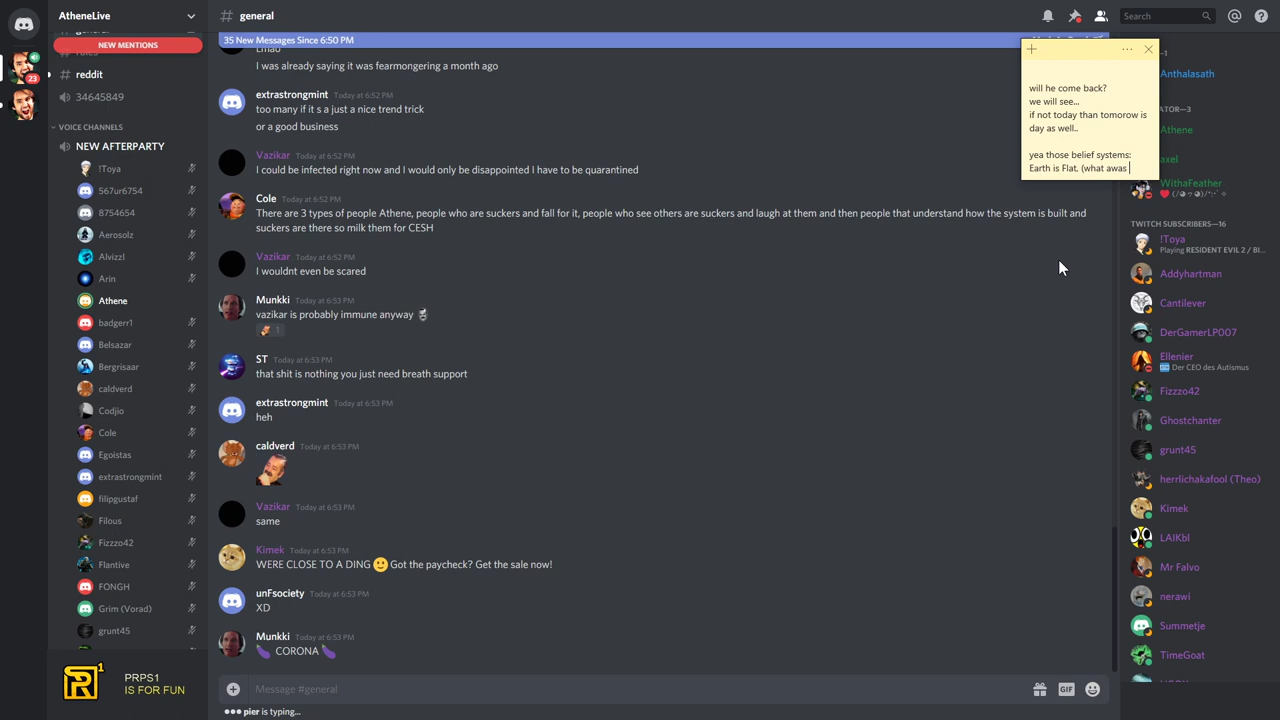 AtheneLive
# general
Search
NEW MENTIONS
rules
# reddit
34645849
23
VOICE CHANNELS
NEW AFTERPARTY
!Toya
567ur6754
8754654
Aerosolz
Alvizzl
Arin
Athene
badgerr1
Belsazar
Bergrisaar
caldverd
Codjio
Cole
Egoistas
extrastrongmint
filipgustaf
Filous
Fizzzo42
Flantive
FONGH
Grim (Vorad)
grunt45
PRPS1
IS FOR FUN
35 New Messages Since 6:50 PM
Lmao
I was already saying it was fearmongering a month ago
extrastrongmint Today at 6:52 PM
too many if it s a just a nice trend trick
or a good business
Vazikar Today at 6:52 PM
I could be infected right now and I would only be disappointed I have to be quarantined
Cole Today at 6:52 PM
There are 3 types of people Athene, people who are suckers and fall for it, people who see others are suckers and laugh at them and then people that understand how the system is built and
suckers are there so milk them for CESH
Vazikar Today at 6:52 PM
I wouldnt even be scared
Munkki Today at 6:53 PM
vazikar is probably immune anyway
1
ST Today at 6:53 PM
that shit is nothing you just need breath support
extrastrongmint Today at 6:53 PM
heh
caldverd Today at 6:53 PM
Vazikar Today at 6:53 PM
same
Kimek Today at 6:53 PM
WERE CLOSE TO A DING 🙂 Got the paycheck? Get the sale now!
unFsociety Today at 6:53 PM
XD
Munkki Today at 6:53 PM
🍆 CORONA 🍆
Message #general
GIF
pier is typing...
will he come back?
we will see...
if not today than tomorow is
day as well..
yea those belief systems:
Earth is Flat, (what awas
Anthalasath
ATOR—3
Athene
axel
WithaFeather
TWITCH SUBSCRIBERS—16
!Toya
Playing RESIDENT EVIL 2 / BI...
Addyhartman
Cantilever
DerGamerLP007
Ellenier
Der CEO des Autismus
Fizzzo42
Ghostchanter
grunt45
herrlichakafool (Theo)
Kimek
LAIKbl
Mr Falvo
nerawi
Summetje
TimeGoat